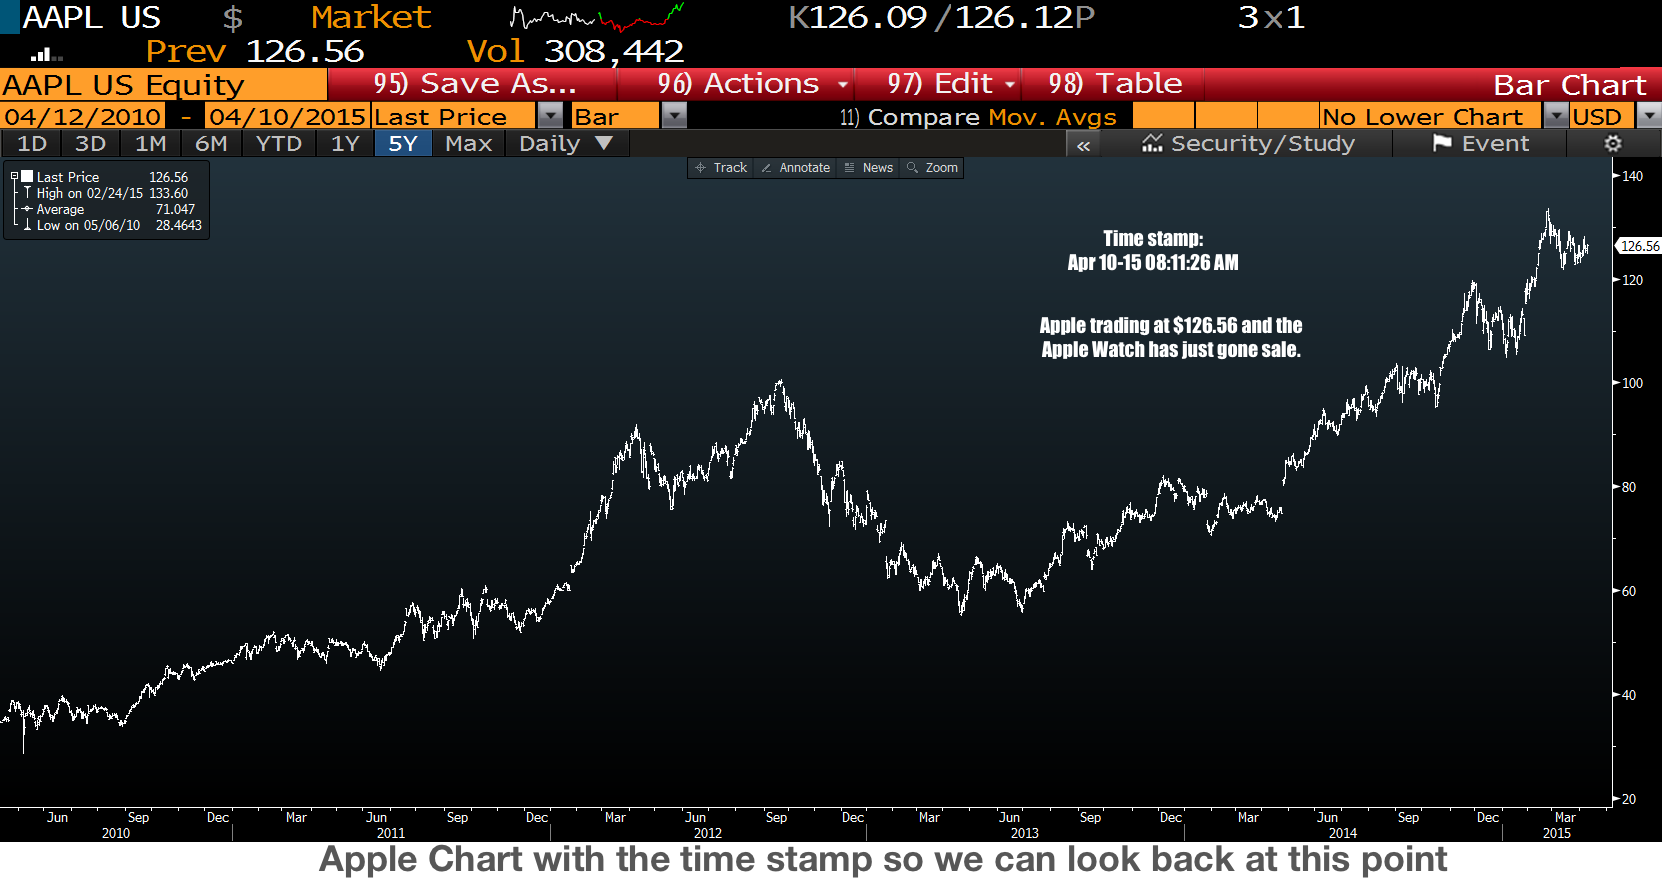 AAPL US $ Market K126.09/126.12P 3x1
Prev 126.56 Vol 308,442
AAPL US Equity 95) Save As... 96) Actions 97) Edit 98) Table Bar Chart
04/12/2010 - 04/10/2015 Last Price Bar 11) Compare Mov. Avgs No Lower Chart USD
1D 3D 1M 6M YTD 1Y 5Y Max Daily ▼ « Security/Study Event
Track Annotate News Zoom
Last Price 126.56
High on 02/24/15 133.60
Average 71.047
Low on 05/06/10 28.4643
Time stamp:
Apr 10-15 08:11:26 AM
Apple trading at $126.56 and the
Apple Watch has just gone sale.
140
126.56
120
100
80
60
40
20
Jun Sep Dec Mar Jun Sep Dec Mar Jun Sep Dec Mar Jun Sep Dec Mar Jun Sep Dec Mar
2010 2011 2012 2013 2014 2015
Apple Chart with the time stamp so we can look back at this point